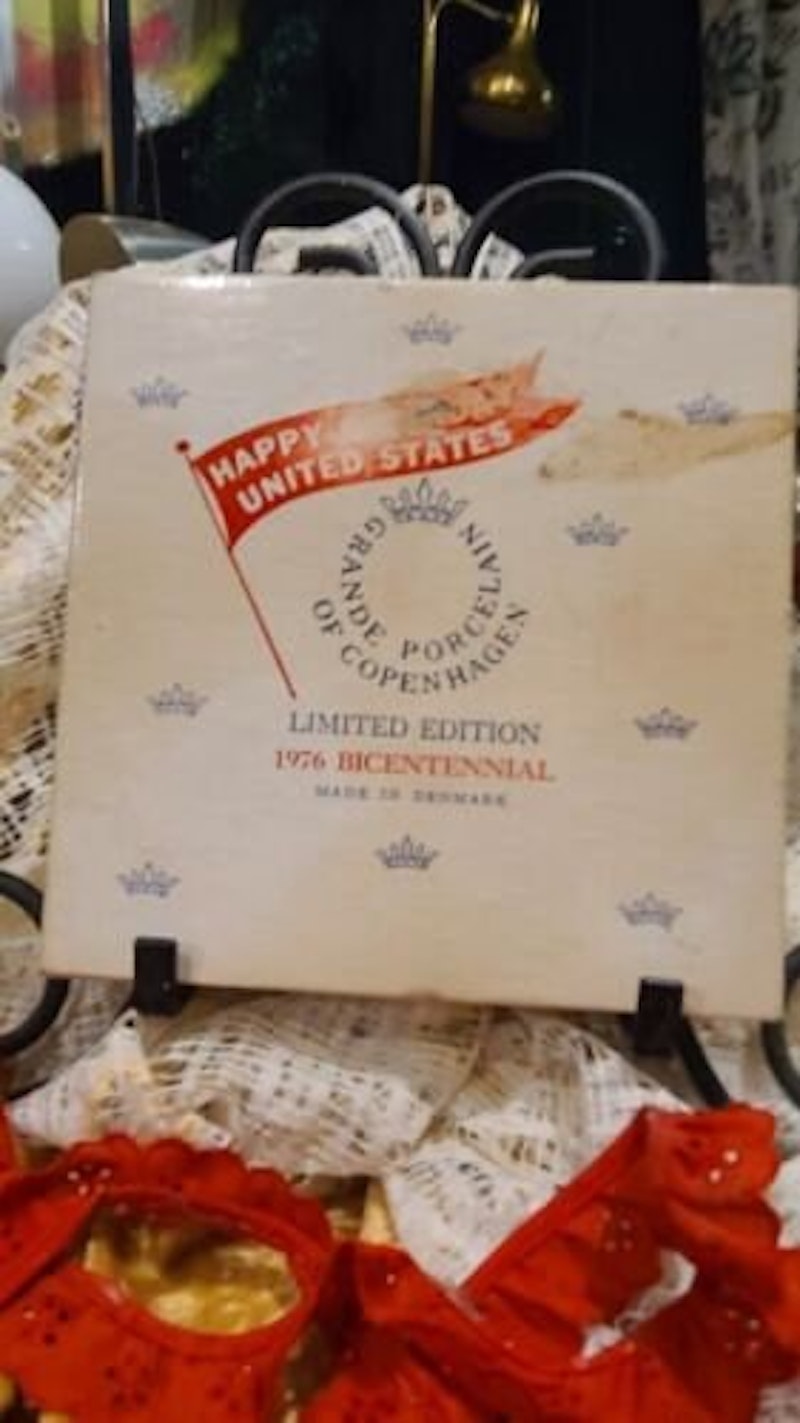 HAPPY
UNITED STATES
GRANDE PORCELAIN
OF COPENHAGEN
LIMITED EDITION
1976 BICENTENNIAL
MADE IN DENMARK